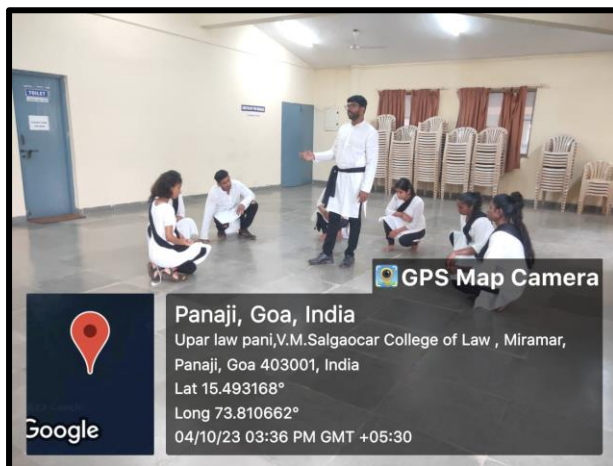 TOILET
GPS Map Camera
Panaji, Goa, India
Upar law pani,V.M.Salgaocar College of Law , Miramar,
Panaji, Goa 403001, India
Lat 15.493168°
Long 73.810662°
04/10/23 03:36 PM GMT +05:30
Google